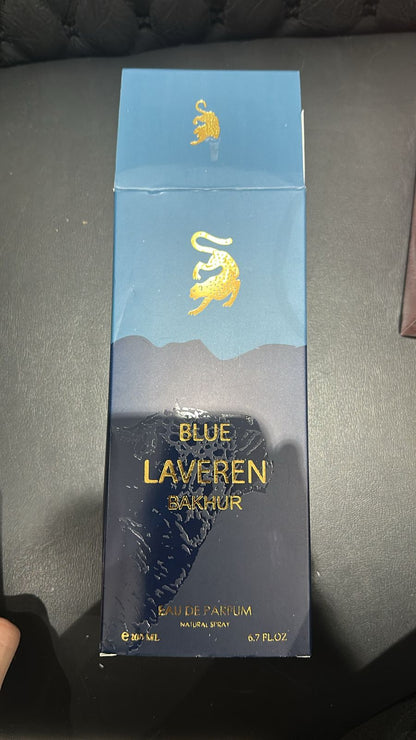 BLUE
LAVEREN
BAKHUR
EAU DE PARFUM
NATURAL SPRAY
e 200 ML 6.7 FL.OZ